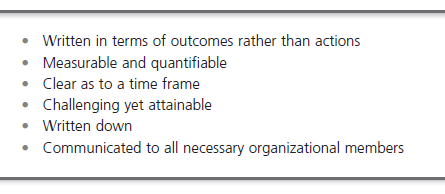 • Written in terms of outcomes rather than actions
• Measurable and quantifiable
• Clear as to a time frame
• Challenging yet attainable
• Written down
• Communicated to all necessary organizational members